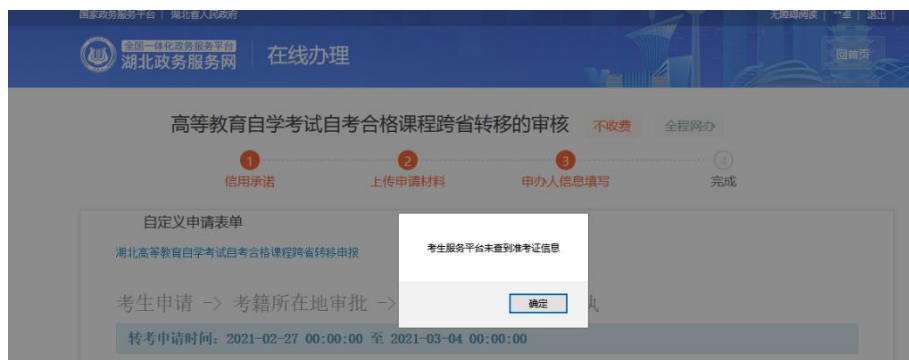 国家政务服务平台 | 湖北省人民政府 无障碍阅读 | **卓 | 退出 |
全国一体化政务服务平台
湖北政务服务网 在线办理 回首页
高等教育自学考试自考合格课程跨省转移的审核 不收费 全程网办
1 2 3 4
信用承诺 上传申请材料 申办人信息填写 完成
自定义申请表单
考生服务平台未查到准考证信息
湖北高等教育自学考试自考合格课程跨省转移申报
确定
考生申请 -> 考籍所在地审批 ->
转考申请时间：2021-02-27 00:00:00 至 2021-03-04 00:00:00